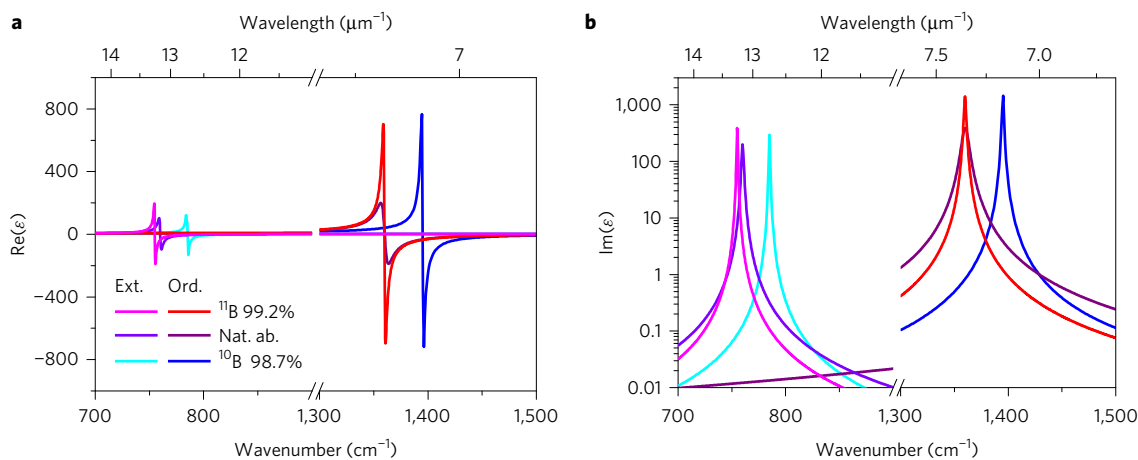 a
Wavelength (μm⁻¹)
14 13 12 7
Re(ε)
800
400
0
−400
−800
Ext. Ord.
¹¹B 99.2%
Nat. ab.
¹⁰B 98.7%
700 800 1,300 1,400 1,500
Wavenumber (cm⁻¹)
b
Wavelength (μm⁻¹)
14 13 12 7.5 7.0
Im(ε)
1,000
100
10
1
0.1
0.01
700 800 1,300 1,400 1,500
Wavenumber (cm⁻¹)